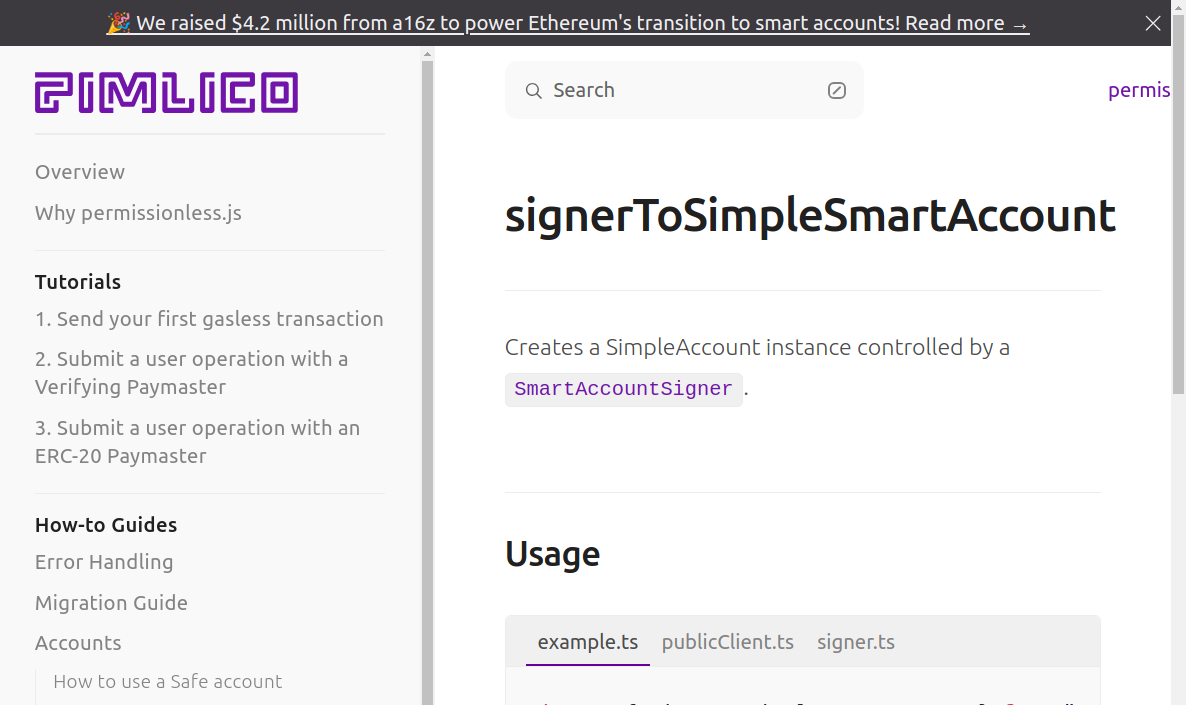 🎉 We raised $4.2 million from a16z to power Ethereum's transition to smart accounts! Read more →
PIMLICO
Overview
Why permissionless.js
Tutorials
1. Send your first gasless transaction
2. Submit a user operation with a
Verifying Paymaster
3. Submit a user operation with an
ERC-20 Paymaster
How-to Guides
Error Handling
Migration Guide
Accounts
How to use a Safe account
Search
permis
signerToSimpleSmartAccount
Creates a SimpleAccount instance controlled by a
SmartAccountSigner.
Usage
example.ts publicClient.ts signer.ts